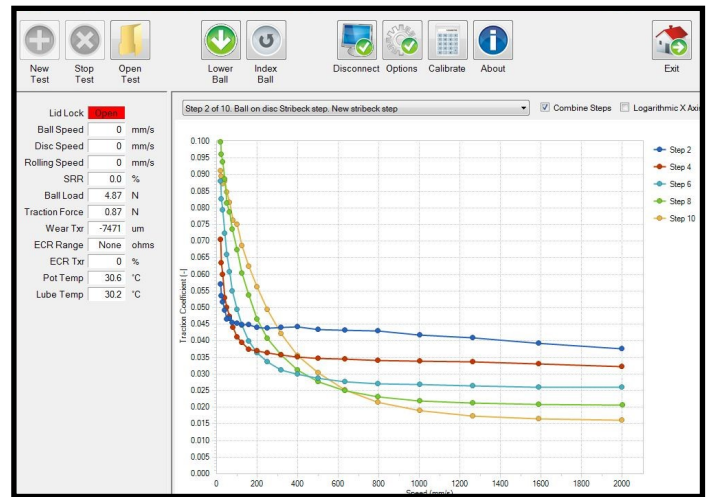 New Test
Stop Test
Open Test
Lower Ball
Index Ball
Disconnect
Options
Calibrate
About
Exit
Lid Lock Open
Ball Speed 0 mm/s
Disc Speed 0 mm/s
Rolling Speed 0 mm/s
SRR 0.0 %
Ball Load 4.87 N
Traction Force 0.87 N
Wear Txr -7471 um
ECR Range None ohms
ECR Txr 0 %
Pot Temp 30.6 °C
Lube Temp 30.2 °C
Step 2 of 10. Ball on disc Stribeck step. New stribeck step
Combine Steps
Logarithmic X Axi
Traction Coefficient [-]
0.100
0.095
0.090
0.085
0.080
0.075
0.070
0.065
0.060
0.055
0.050
0.045
0.040
0.035
0.030
0.025
0.020
0.015
0.010
0.005
0.000
0 200 400 600 800 1000 1200 1400 1600 1800 2000
Speed (mm/s)
Step 2
Step 4
Step 6
Step 8
Step 10